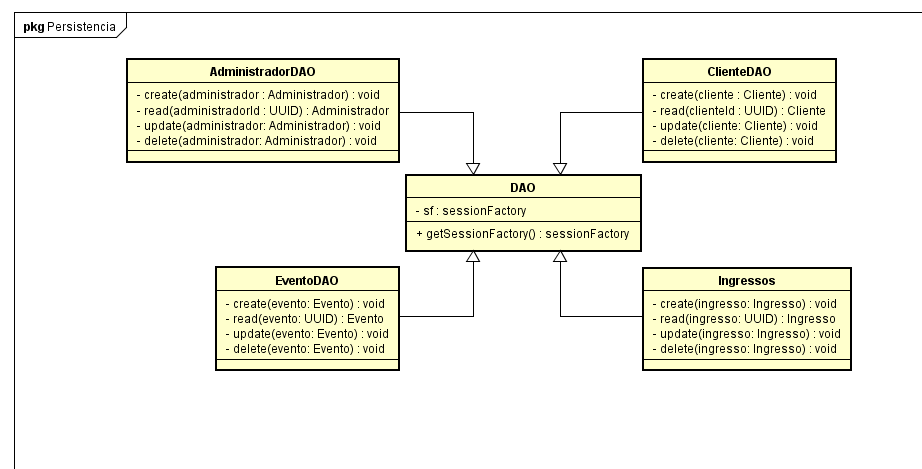 pkg Persistencia
AdministradorDAO
- create(administrador : Administrador) : void
- read(administradorId : UUID) : Administrador
- update(administrador: Administrador) : void
- delete(administrador: Administrador) : void
ClienteDAO
- create(cliente : Cliente) : void
- read(clienteId : UUID) : Cliente
- update(cliente: Cliente) : void
- delete(cliente: Cliente) : void
DAO
- sf : sessionFactory
+ getSessionFactory() : sessionFactory
EventoDAO
- create(evento: Evento) : void
- read(evento: UUID) : Evento
- update(evento: Evento) : void
- delete(evento: Evento) : void
Ingressos
- create(ingresso: Ingresso) : void
- read(ingresso: UUID) : Ingresso
- update(ingresso: Ingresso) : void
- delete(ingresso: Ingresso) : void